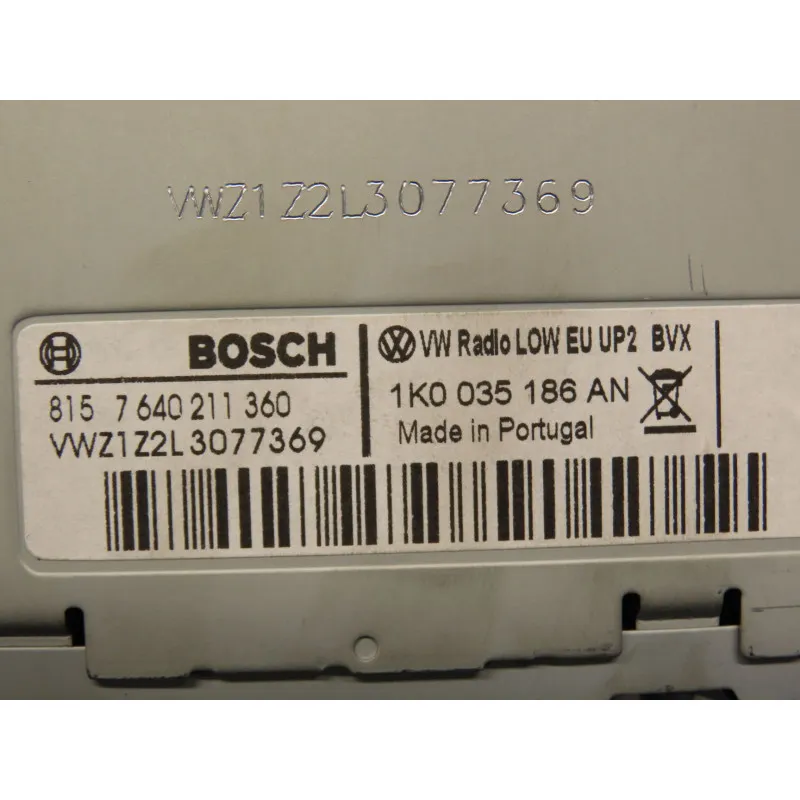 VWZ1Z2L3077369
BOSCH
815 7 640 211 360
VWZ1Z2L3077369
VW Radio LOW EU UP2 BVX
1K0 035 186 AN
Made in Portugal